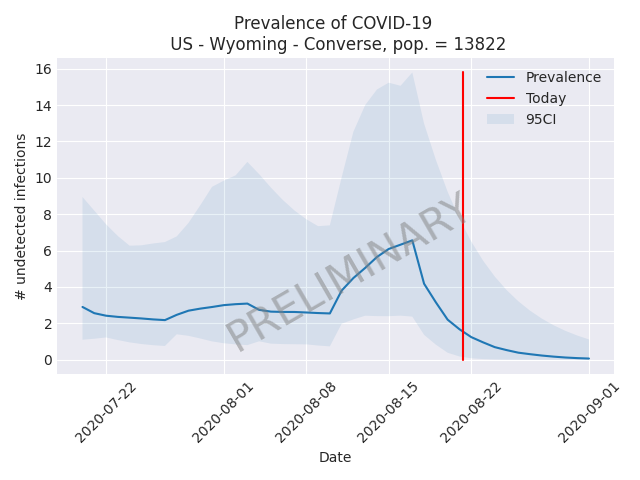 Prevalence of COVID-19
US - Wyoming - Converse, pop. = 13822
# undetected infections
16
14
12
10
8
6
4
2
0
Prevalence
Today
95CI
PRELIMINARY
2020-07-22
2020-08-01
2020-08-08
2020-08-15
2020-08-22
2020-09-01
Date